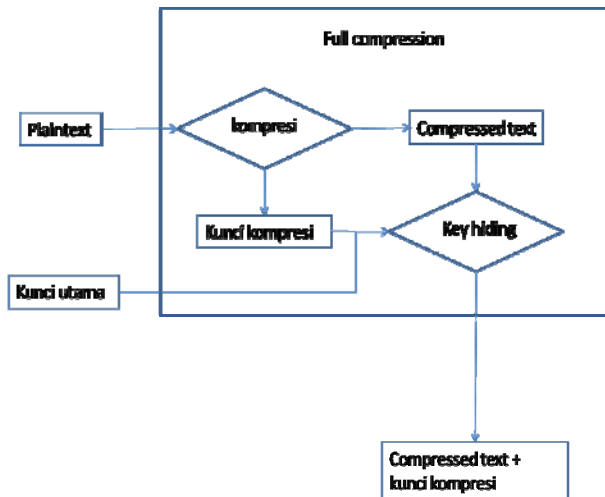 Full compression
Plaintext
kompresi
Compressed text
Kunci kompresi
Key hiding
Kunci utama
Compressed text +
kunci kompresi